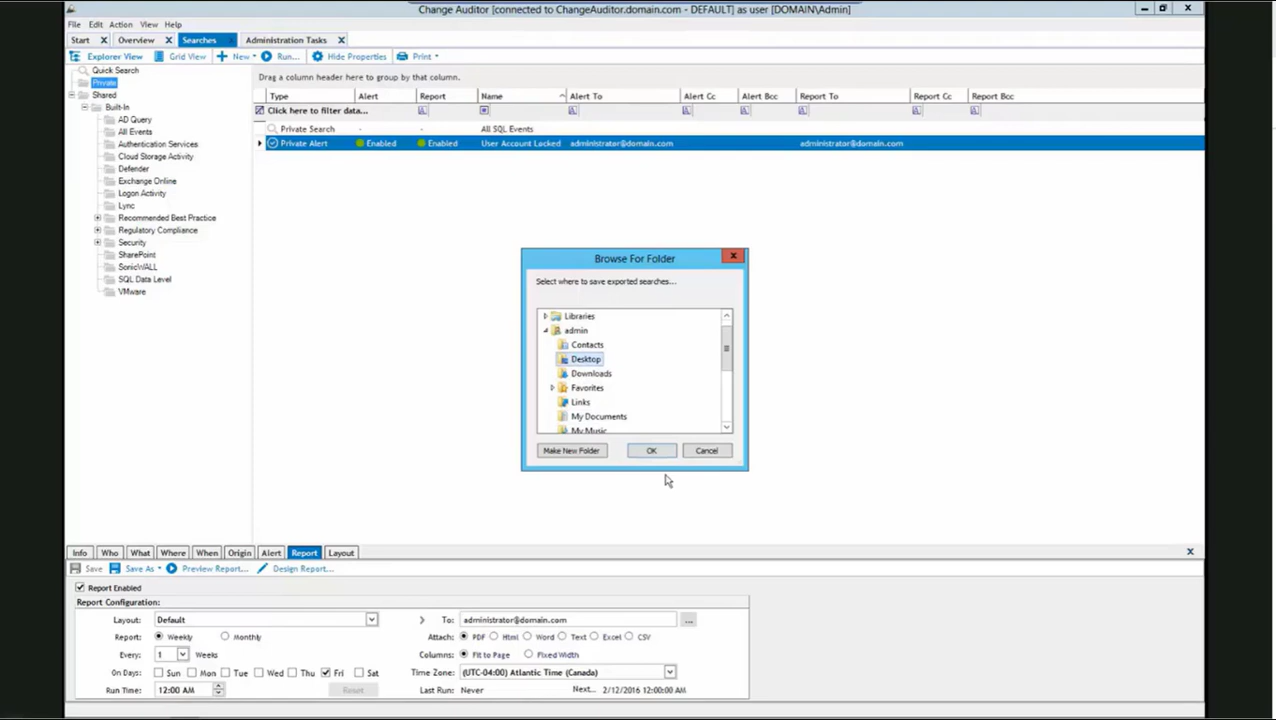 Change Auditor [connected to ChangeAuditor.domain.com - DEFAULT] as user [DOMAIN\Admin]
File Edit Action View Help
Start Overview Searches Administration Tasks
Explorer View Grid View New Run... Hide Properties Print
Quick Search
Private
Shared
Built-In
AD Query
All Events
Authentication Services
Cloud Storage Activity
Defender
Exchange Online
Logon Activity
Lync
Recommended Best Practice
Regulatory Compliance
Security
SharePoint
SonicWALL
SQL Data Level
VMware
Drag a column header here to group by that column.
Type Alert Report Name Alert To Alert Cc Alert Bcc Report To Report Cc Report Bcc
Click here to filter data...
Private Search - - All SQL Events
Private Alert Enabled Enabled User Account Locked administrator@domain.com administrator@domain.com
Browse For Folder
Select where to save exported searches...
Libraries
admin
Contacts
Desktop
Downloads
Favorites
Links
My Documents
My Music
Make New Folder OK Cancel
Info Who What Where When Origin Alert Report Layout
Save Save As Preview Report... Design Report...
Report Enabled
Report Configuration:
Layout: Default To: administrator@domain.com ...
Report: Weekly Monthly Attach: PDF Html Word Text Excel CSV
Every: 1 Weeks Columns: Fit to Page Fixed Width
On Days: Sun Mon Tue Wed Thu Fri Sat Time Zone: (UTC-04:00) Atlantic Time (Canada)
Run Time: 12:00 AM Reset Last Run: Never Next... 2/12/2016 12:00:00 AM